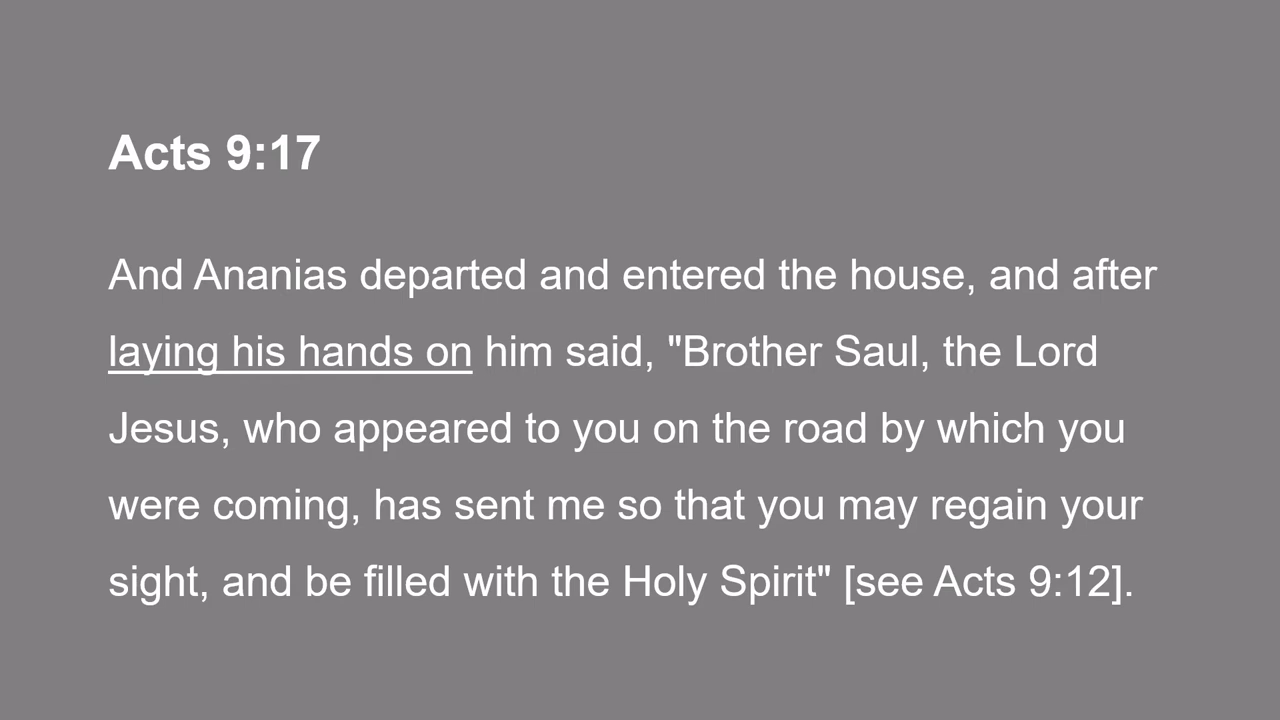 Acts 9:17
And Ananias departed and entered the house, and after
laying his hands on him said, "Brother Saul, the Lord
Jesus, who appeared to you on the road by which you
were coming, has sent me so that you may regain your
sight, and be filled with the Holy Spirit" [see Acts 9:12].